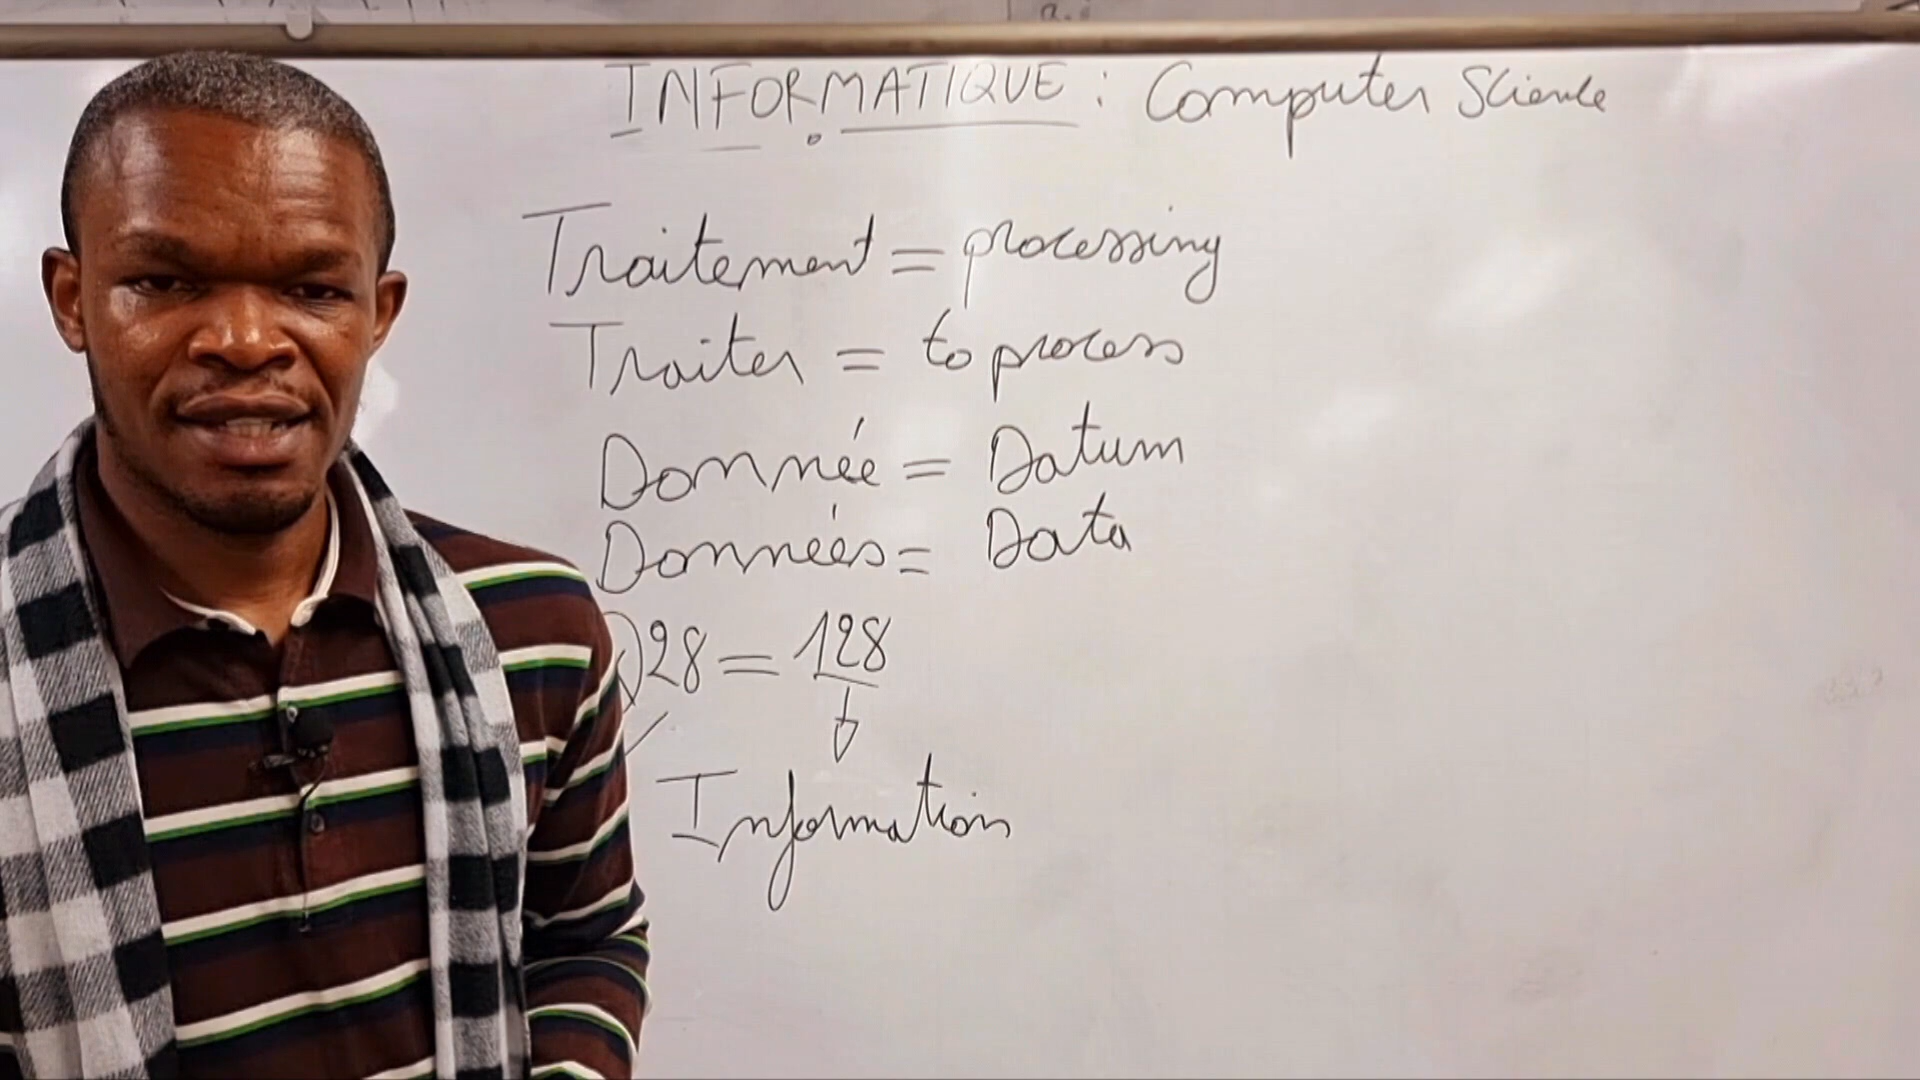 INFORMATIQUE : Computer Science
Traitement = processing
Traiter = to process
Donnée = Datum
Données = Data
28 = 128
Information